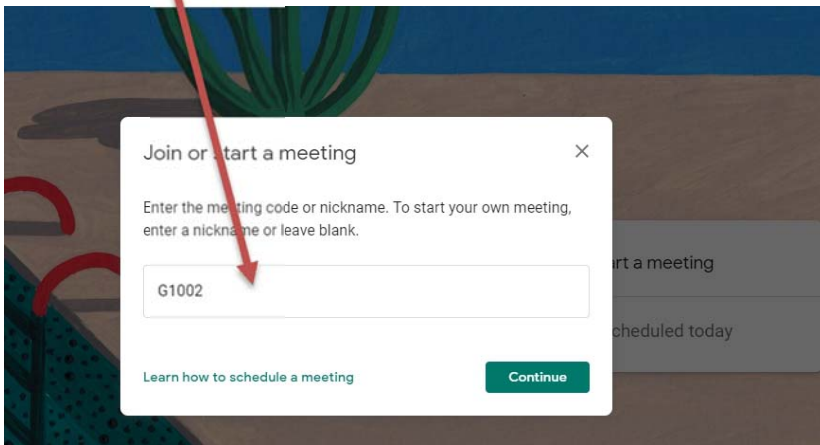 Join or start a meeting
Enter the meeting code or nickname. To start your own meeting,
enter a nickname or leave blank.
G1002
Learn how to schedule a meeting
Continue
art a meeting
cheduled today